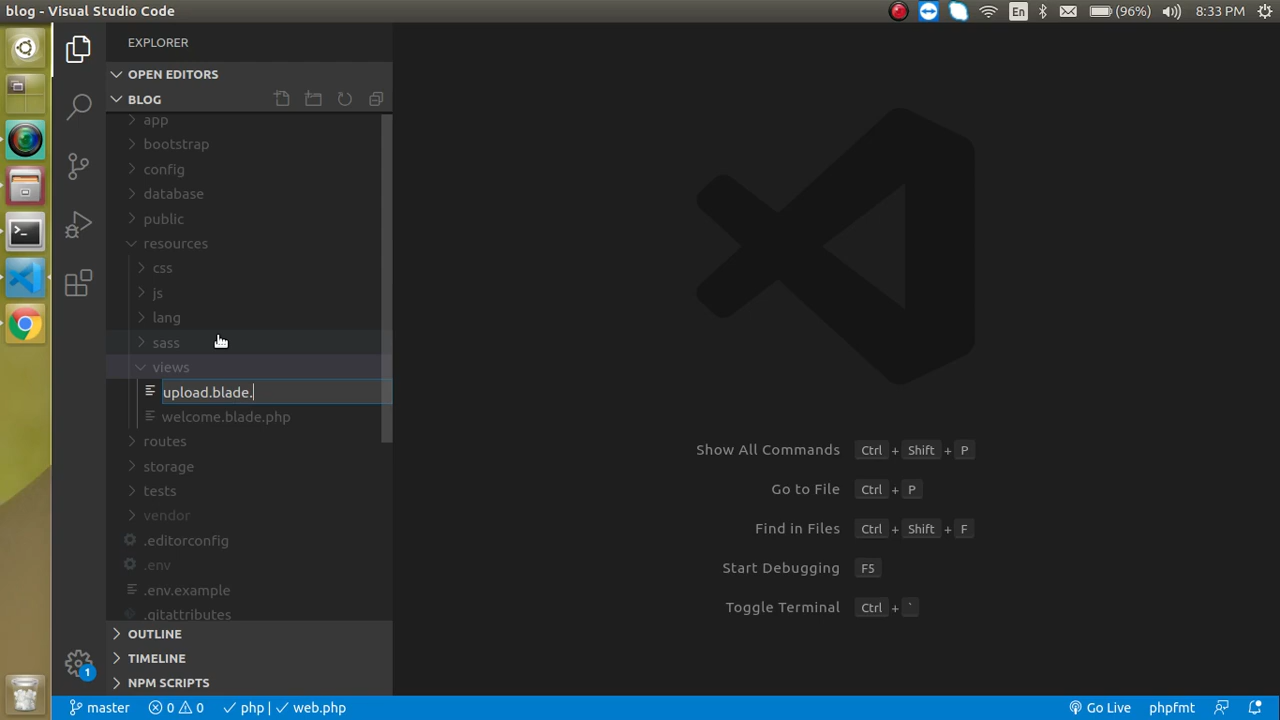 blog - Visual Studio Code
En
(96%)
8:33 PM
EXPLORER
OPEN EDITORS
BLOG
app
bootstrap
config
database
public
resources
css
js
lang
sass
views
upload.blade.
welcome.blade.php
routes
storage
tests
vendor
.editorconfig
.env
.env.example
.gitattributes
OUTLINE
TIMELINE
NPM SCRIPTS
Show All Commands Ctrl + Shift + P
Go to File Ctrl + P
Find in Files Ctrl + Shift + F
Start Debugging F5
Toggle Terminal Ctrl + `
1
master 0 0 php | web.php Go Live phpfmt